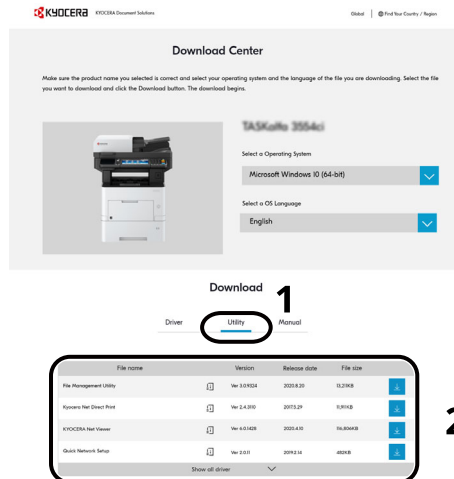 KYOCERA KYOCERA Document Solutions Global Find Your Country / Region
Download Center
Make sure the product name you selected is correct and select your operating system and the language of the file you are downloading. Select the file
you want to download and click the Download button. The download begins.
TASKalfa 3554ci
Select a Operating System
Microsoft Windows 10 (64-bit)
Select a OS Language
English
Download
1
Driver Utility Manual
File name Version Release date File size
File Management Utility Ver 3.0.9324 2020.8.20 13,213KB
Kyocera Net Direct Print Ver 2.4.3110 2017.5.29 11,911KB
KYOCERA Net Viewer Ver 6.0.1428 2020.4.10 116,806KB
Quick Network Setup Ver 2.0.11 2019.2.14 482KB
2
Show all driver